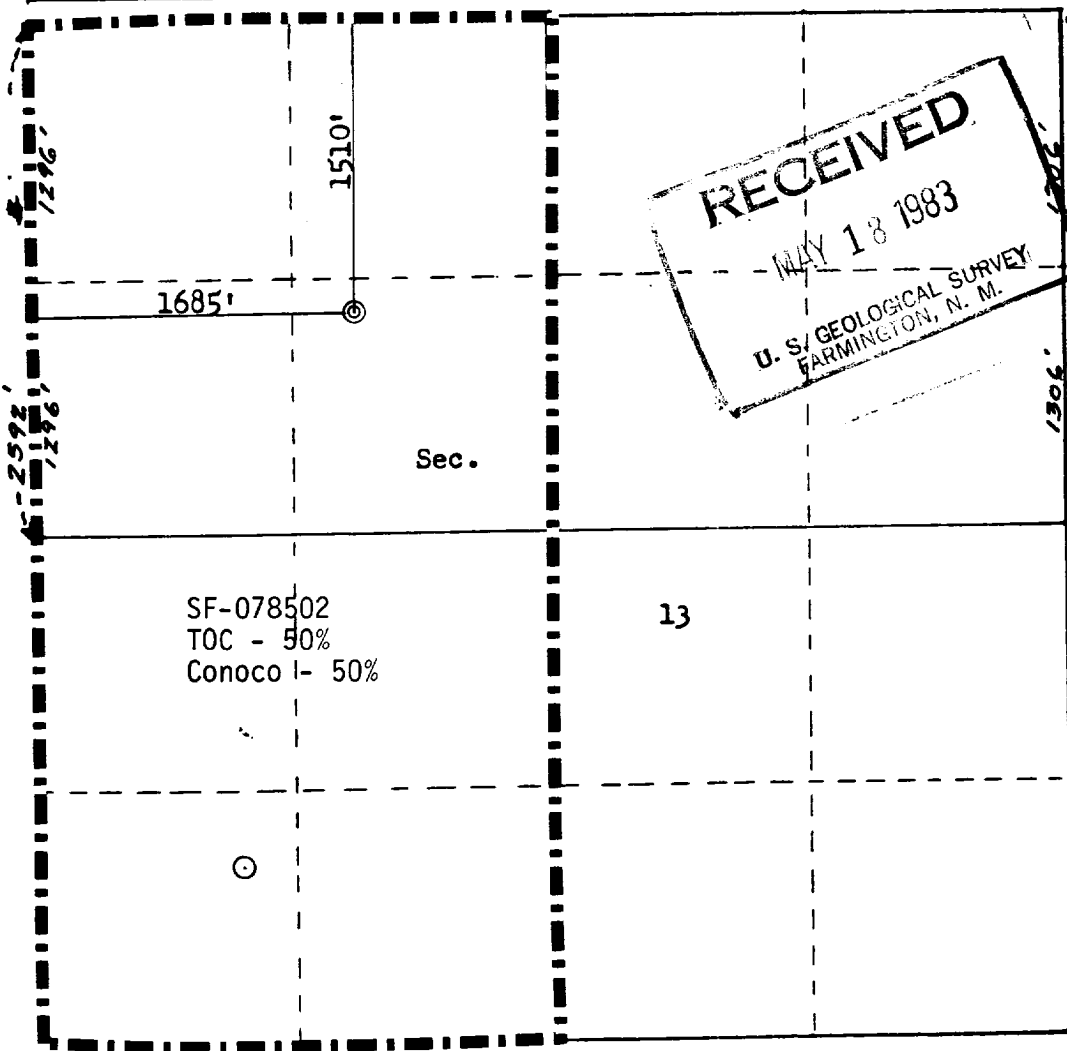 1510'
1296'
RECEIVED
MAY 18 1983
U. S. GEOLOGICAL SURVEY
FARMINGTON, N. M.
1306'
1685'
2592'
1296'
1306'
Sec.
SF-078502
TOC - 50%
Conoco - 50%
13